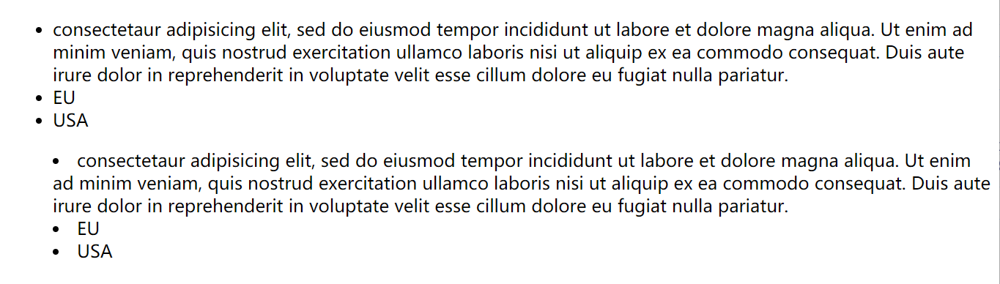 • consectetaur adipisicing elit, sed do eiusmod tempor incididunt ut labore et dolore magna aliqua. Ut enim ad
minim veniam, quis nostrud exercitation ullamco laboris nisi ut aliquip ex ea commodo consequat. Duis aute
irure dolor in reprehenderit in voluptate velit esse cillum dolore eu fugiat nulla pariatur.
• EU
• USA
• consectetaur adipisicing elit, sed do eiusmod tempor incididunt ut labore et dolore magna aliqua. Ut enim
ad minim veniam, quis nostrud exercitation ullamco laboris nisi ut aliquip ex ea commodo consequat. Duis aute
irure dolor in reprehenderit in voluptate velit esse cillum dolore eu fugiat nulla pariatur.
• EU
• USA